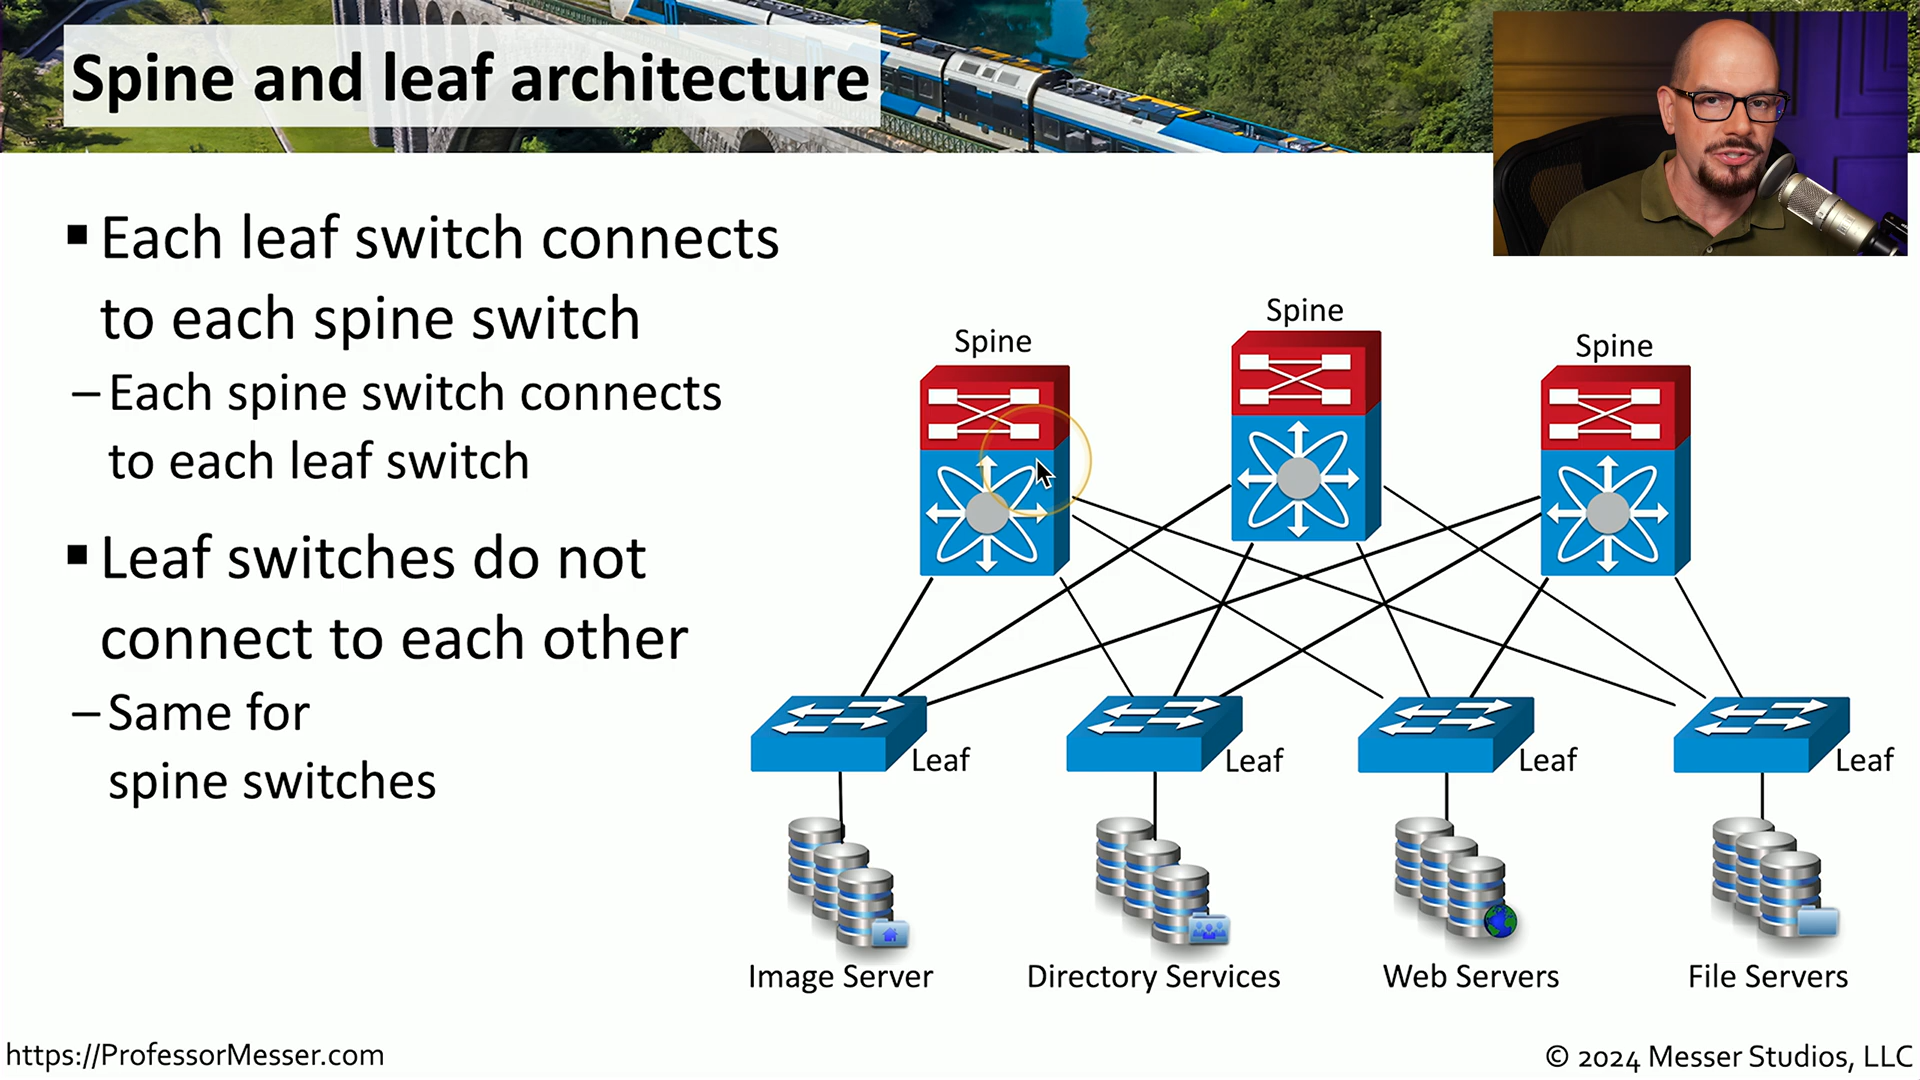 Spine and leaf architecture
▪ Each leaf switch connects
to each spine switch
– Each spine switch connects
to each leaf switch
▪ Leaf switches do not
connect to each other
– Same for
spine switches
Spine
Spine
Spine
Leaf
Leaf
Leaf
Leaf
Image Server
Directory Services
Web Servers
File Servers
https://ProfessorMesser.com
© 2024 Messer Studios, LLC